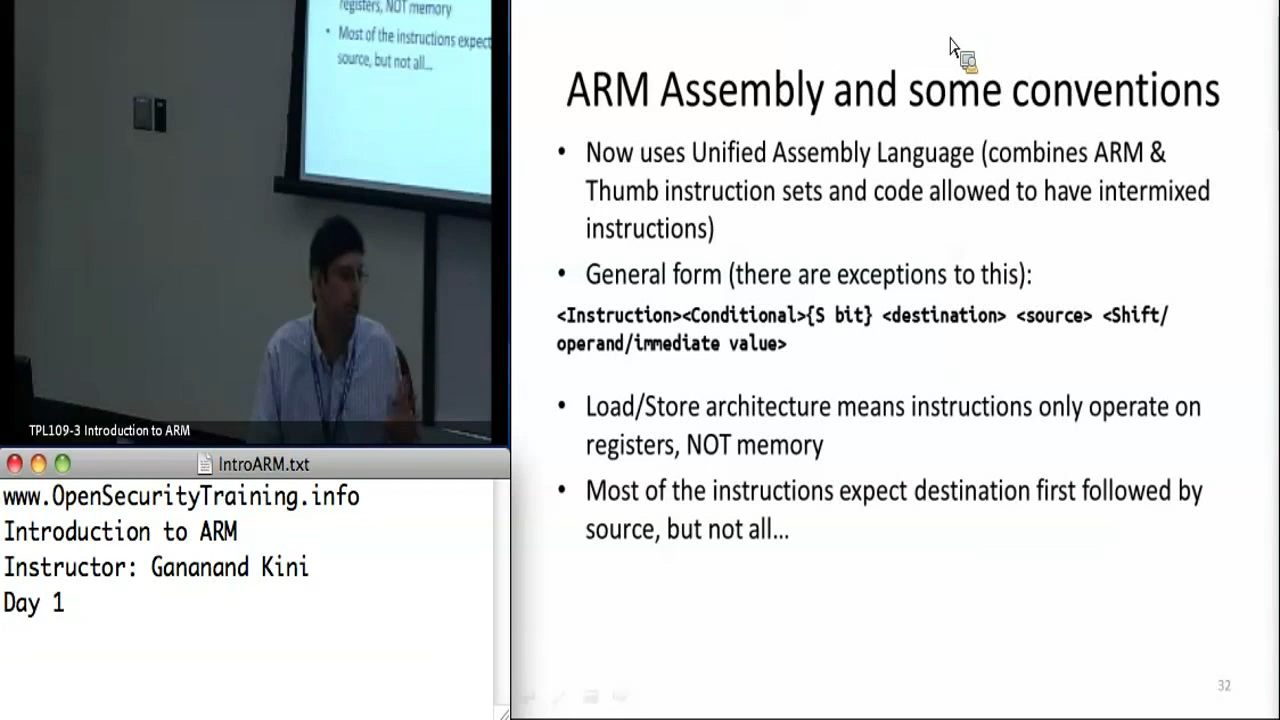 registers, NOT memory
• Most of the instructions expect
source, but not all...
TPL109-3 Introduction to ARM
IntroARM.txt
www.OpenSecurityTraining.info
Introduction to ARM
Instructor: Gananand Kini
Day 1
ARM Assembly and some conventions
• Now uses Unified Assembly Language (combines ARM &
Thumb instruction sets and code allowed to have intermixed
instructions)
• General form (there are exceptions to this):
<Instruction><Conditional>{S bit} <destination> <source> <Shift/
operand/immediate value>
• Load/Store architecture means instructions only operate on
registers, NOT memory
• Most of the instructions expect destination first followed by
source, but not all...
32